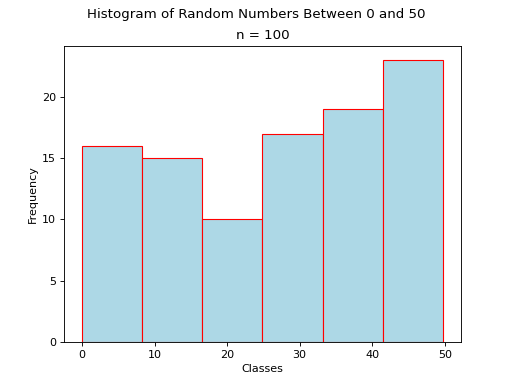 Histogram of Random Numbers Between 0 and 50
n = 100
20
15
10
5
0
Frequency
0 10 20 30 40 50
Classes